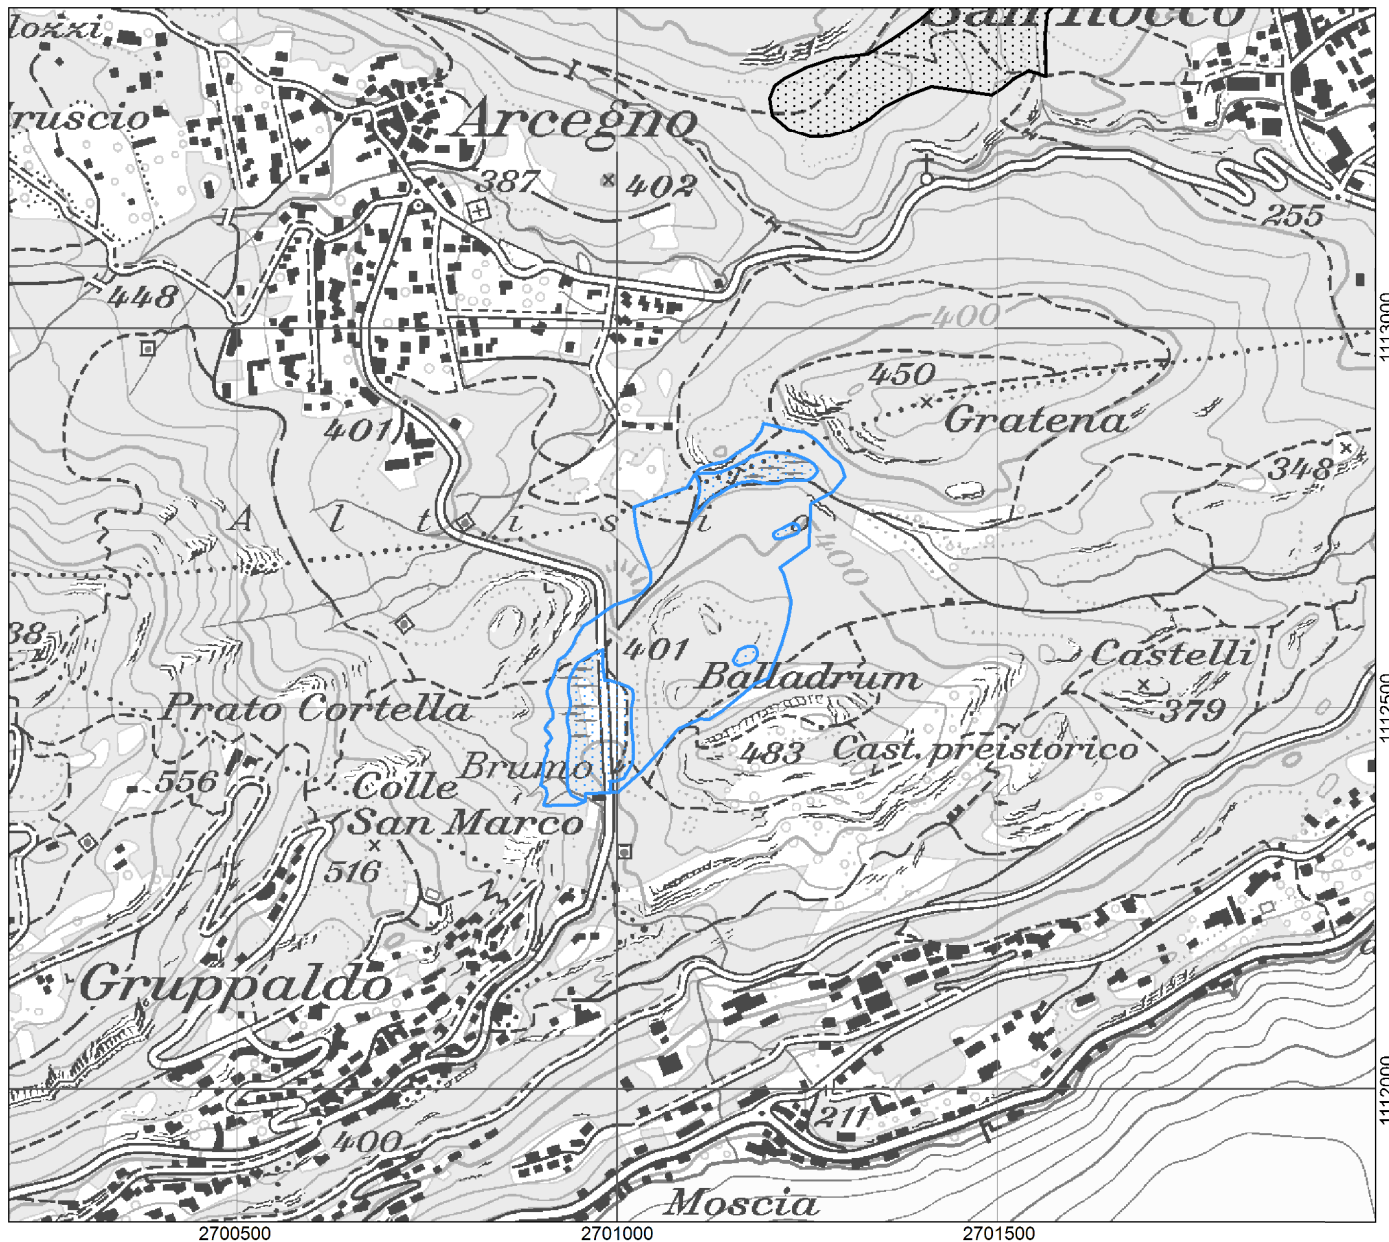 lozzi
San Rocco
ruscio
Arcegno
387
402
255
448
400
1113000
450
Gratena
401
348
A l t i s i o
400
38
401
Balladrum
Castelli
Prato Cortella
379
1112500
483
Cast. preistorico
Brumo
556
Colle
San Marco
516
Gruppaldo
1112000
211
400
Moscia
2700500
2701000
2701500